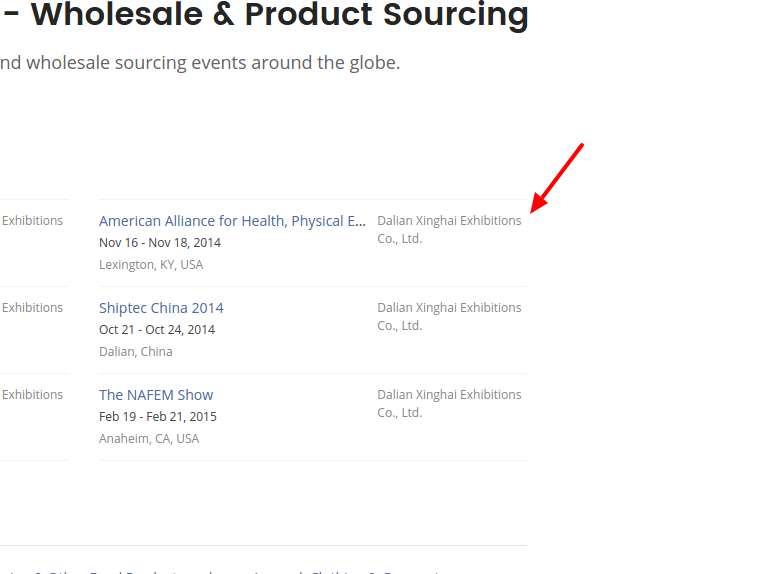 - Wholesale & Product Sourcing
nd wholesale sourcing events around the globe.
Exhibitions
American Alliance for Health, Physical E...
Dalian Xinghai Exhibitions
Co., Ltd.
Nov 16 - Nov 18, 2014
Lexington, KY, USA
Exhibitions
Shiptec China 2014
Dalian Xinghai Exhibitions
Co., Ltd.
Oct 21 - Oct 24, 2014
Dalian, China
Exhibitions
The NAFEM Show
Dalian Xinghai Exhibitions
Co., Ltd.
Feb 19 - Feb 21, 2015
Anaheim, CA, USA